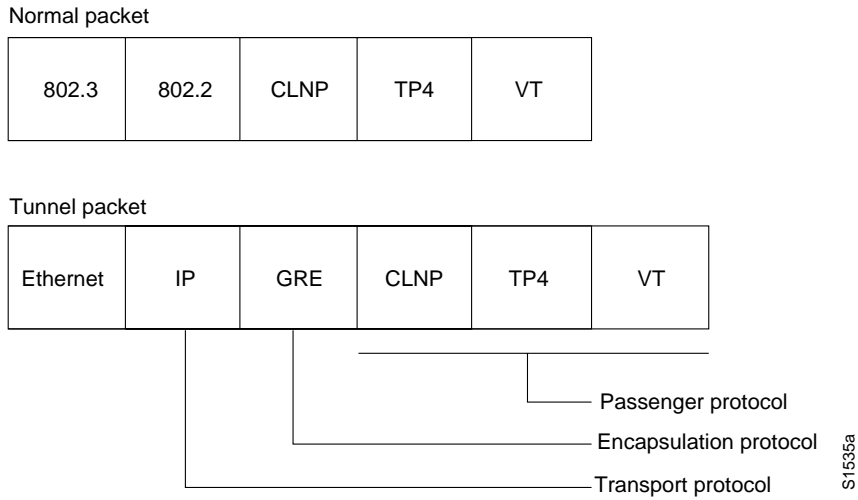 Normal packet
802.3 802.2 CLNP TP4 VT
Tunnel packet
Ethernet IP GRE CLNP TP4 VT
Passenger protocol
Encapsulation protocol
Transport protocol
S1535a